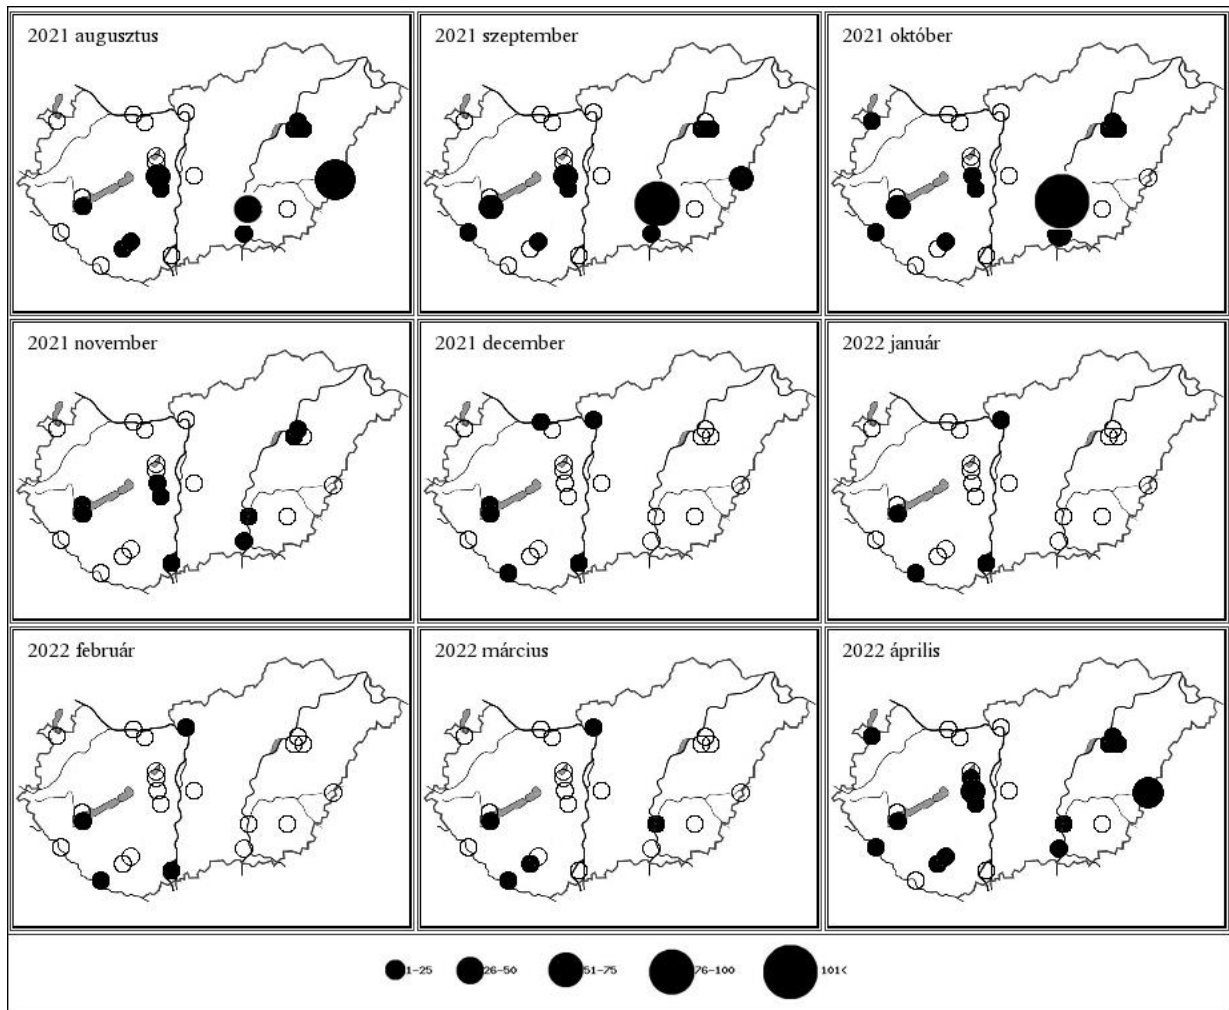 2021 augusztus
2021 szeptember
2021 október
2021 november
2021 december
2022 január
2022 február
2022 március
2022 április
1-25
26-50
51-75
76-100
101<